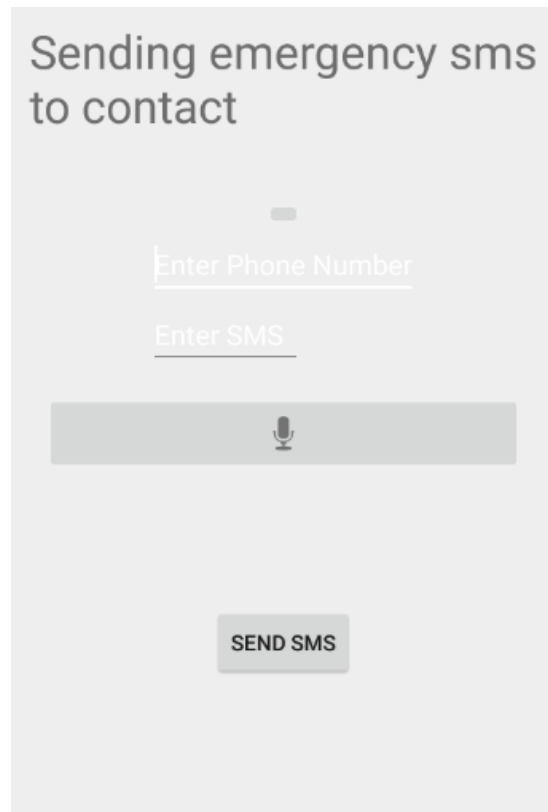 Sending emergency sms
to contact
Enter Phone Number
Enter SMS
SEND SMS